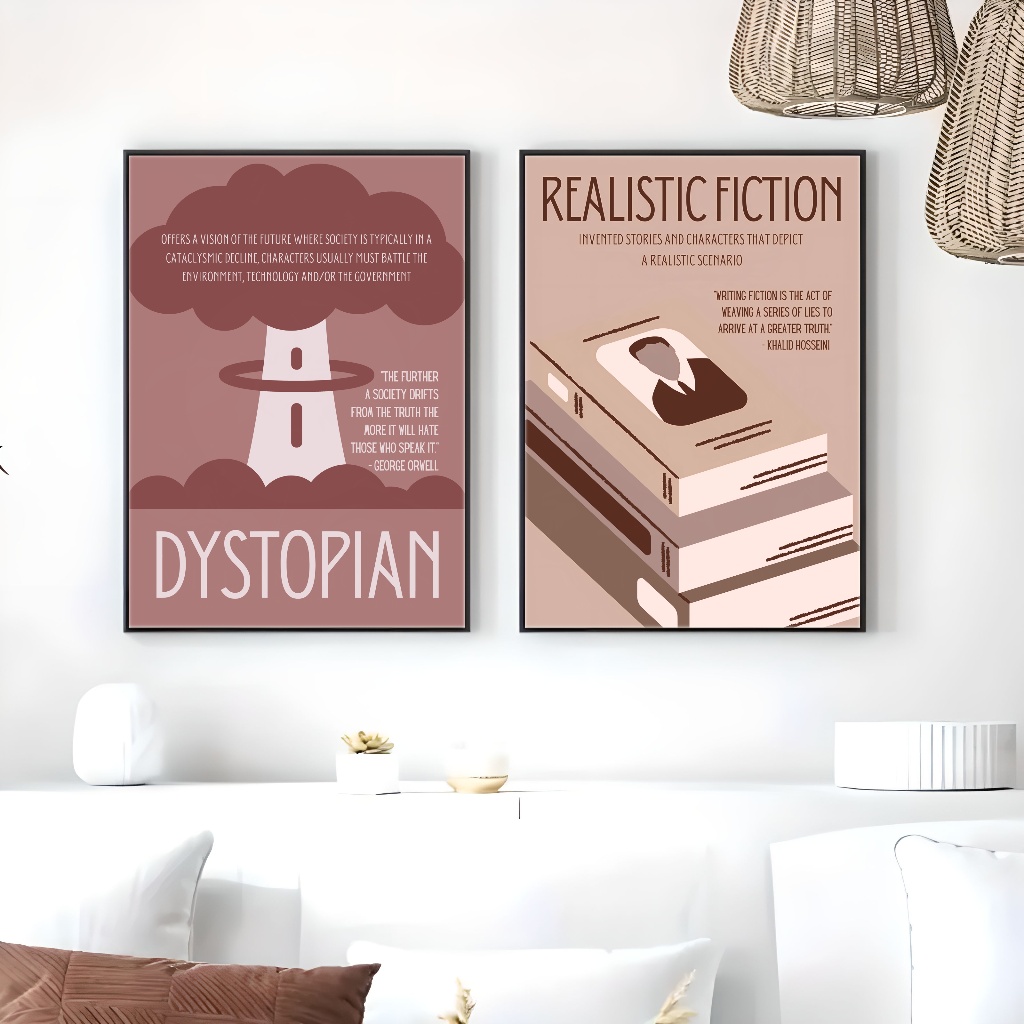 OFFERS A VISION OF THE FUTURE WHERE SOCIETY IS TYPICALLY IN A
CATACLYSMIC DECLINE, CHARACTERS USUALLY MUST BATTLE THE
ENVIRONMENT, TECHNOLOGY AND/OR THE GOVERNMENT
"THE FURTHER
A SOCIETY DRIFTS
FROM THE TRUTH THE
MORE IT WILL HATE
THOSE WHO SPEAK IT."
- GEORGE ORWELL
DYSTOPIAN
REALISTIC FICTION
INVENTED STORIES AND CHARACTERS THAT DEPICT
A REALISTIC SCENARIO
"WRITING FICTION IS THE ACT OF
WEAVING A SERIES OF LIES TO
ARRIVE AT A GREATER TRUTH."
- KHALID HOSSEINI